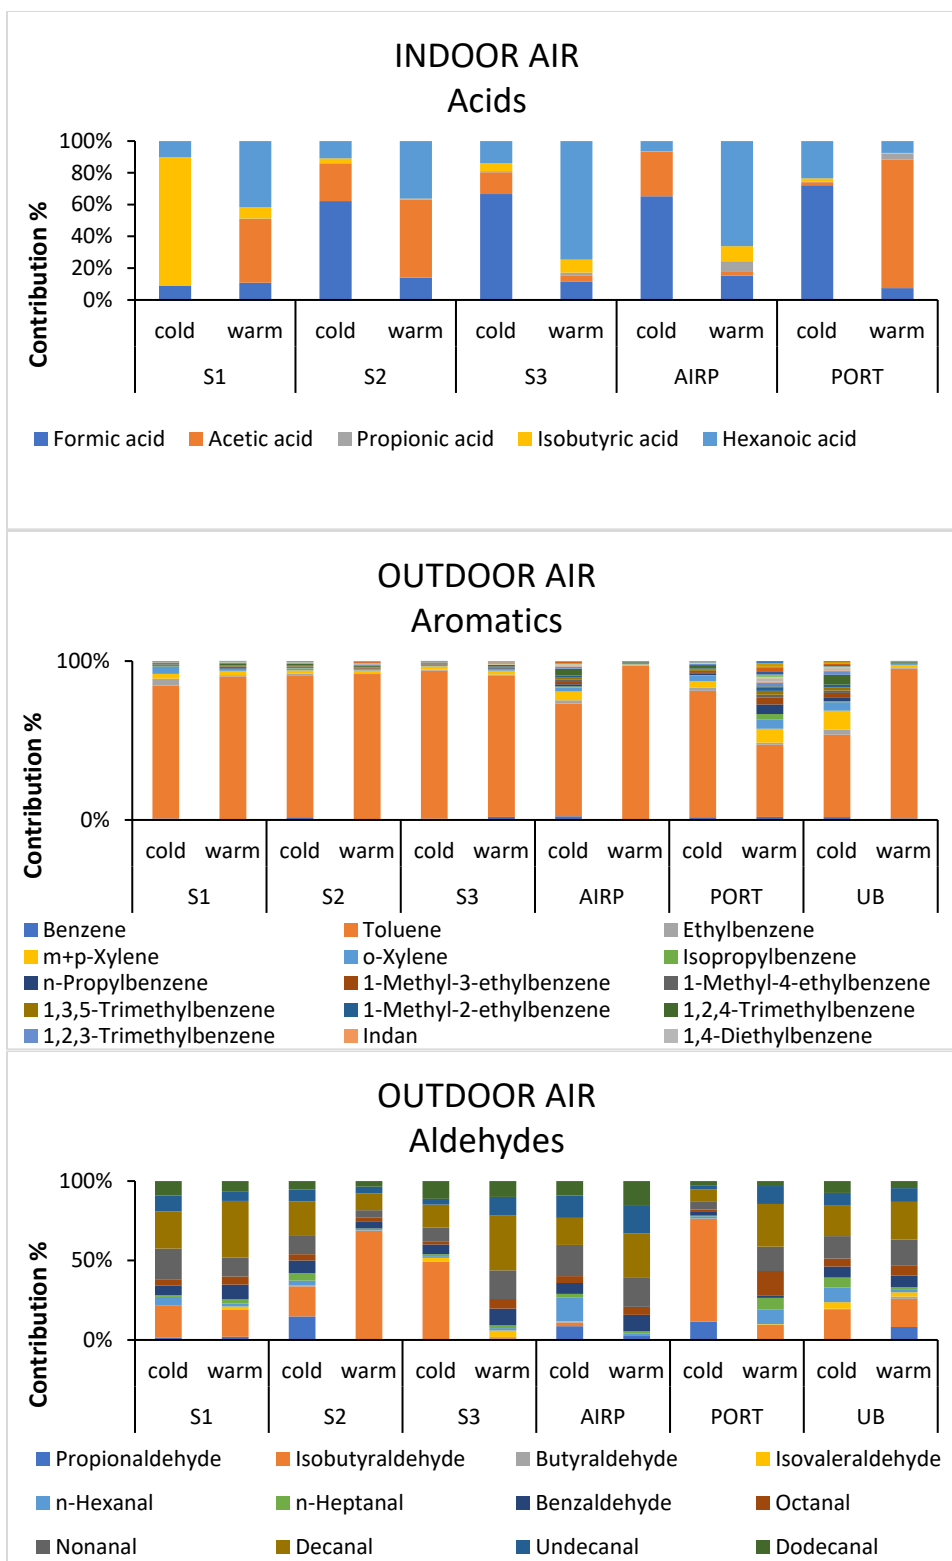 INDOOR AIR
Acids
Contribution %
100%
80%
60%
40%
20%
0%
cold warm cold warm cold warm cold warm cold warm
S1 S2 S3 AIRP PORT
Formic acid Acetic acid Propionic acid Isobutyric acid Hexanoic acid
OUTDOOR AIR
Aromatics
Contribution %
100%
0%
cold warm cold warm cold warm cold warm cold warm cold warm
S1 S2 S3 AIRP PORT UB
Benzene Toluene Ethylbenzene
m+p-Xylene o-Xylene Isopropylbenzene
n-Propylbenzene 1-Methyl-3-ethylbenzene 1-Methyl-4-ethylbenzene
1,3,5-Trimethylbenzene 1-Methyl-2-ethylbenzene 1,2,4-Trimethylbenzene
1,2,3-Trimethylbenzene Indan 1,4-Diethylbenzene
OUTDOOR AIR
Aldehydes
Contribution %
100%
50%
0%
cold warm cold warm cold warm cold warm cold warm cold warm
S1 S2 S3 AIRP PORT UB
Propionaldehyde Isobutyraldehyde Butyraldehyde Isovaleraldehyde
n-Hexanal n-Heptanal Benzaldehyde Octanal
Nonanal Decanal Undecanal Dodecanal